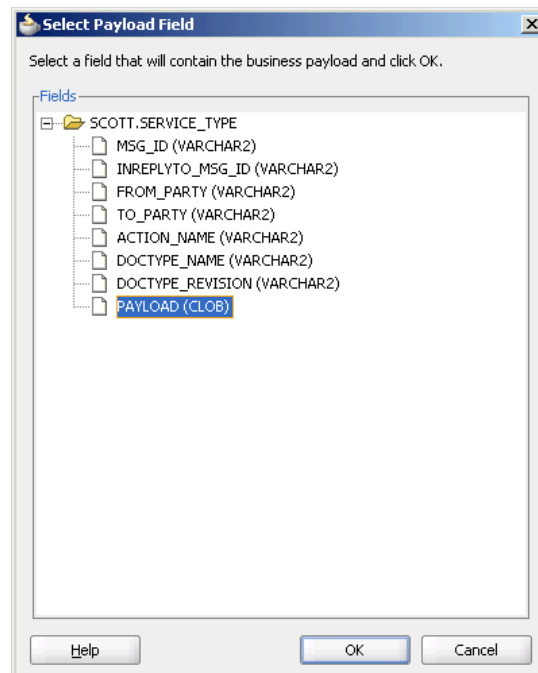 Select Payload Field
Select a field that will contain the business payload and click OK.
Fields
SCOTT.SERVICE_TYPE
MSG_ID (VARCHAR2)
INREPLYTO_MSG_ID (VARCHAR2)
FROM_PARTY (VARCHAR2)
TO_PARTY (VARCHAR2)
ACTION_NAME (VARCHAR2)
DOCTYPE_NAME (VARCHAR2)
DOCTYPE_REVISION (VARCHAR2)
PAYLOAD (CLOB)
Help OK Cancel